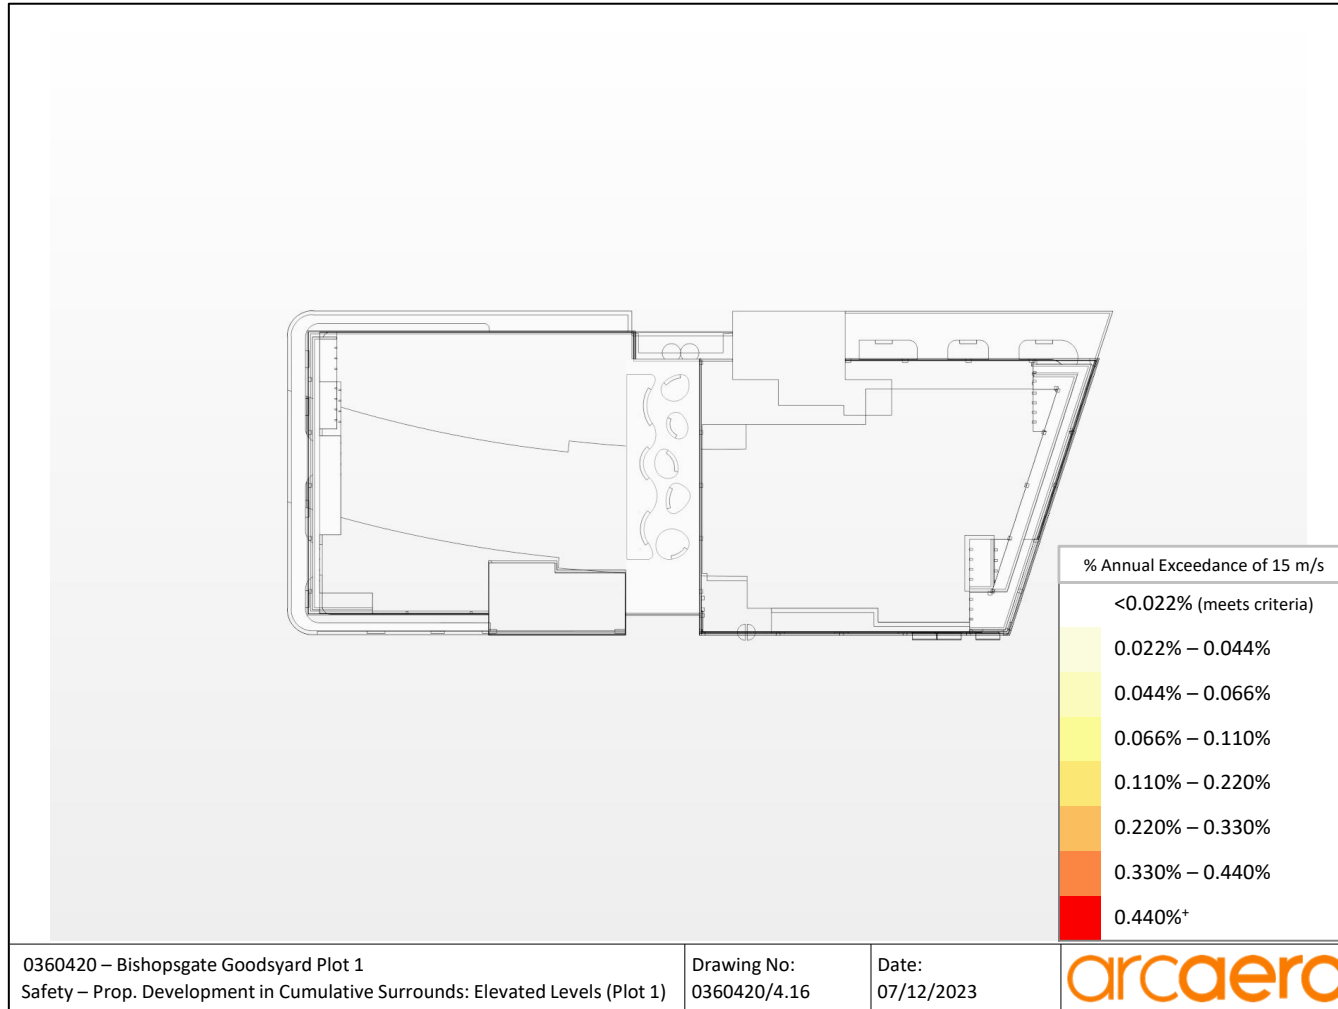 % Annual Exceedance of 15 m/s
<0.022% (meets criteria)
0.022% – 0.044%
0.044% – 0.066%
0.066% – 0.110%
0.110% – 0.220%
0.220% – 0.330%
0.330% – 0.440%
0.440%⁺
0360420 – Bishopsgate Goodsyard Plot 1
Safety – Prop. Development in Cumulative Surrounds: Elevated Levels (Plot 1)
Drawing No:
0360420/4.16
Date:
07/12/2023
arcaero